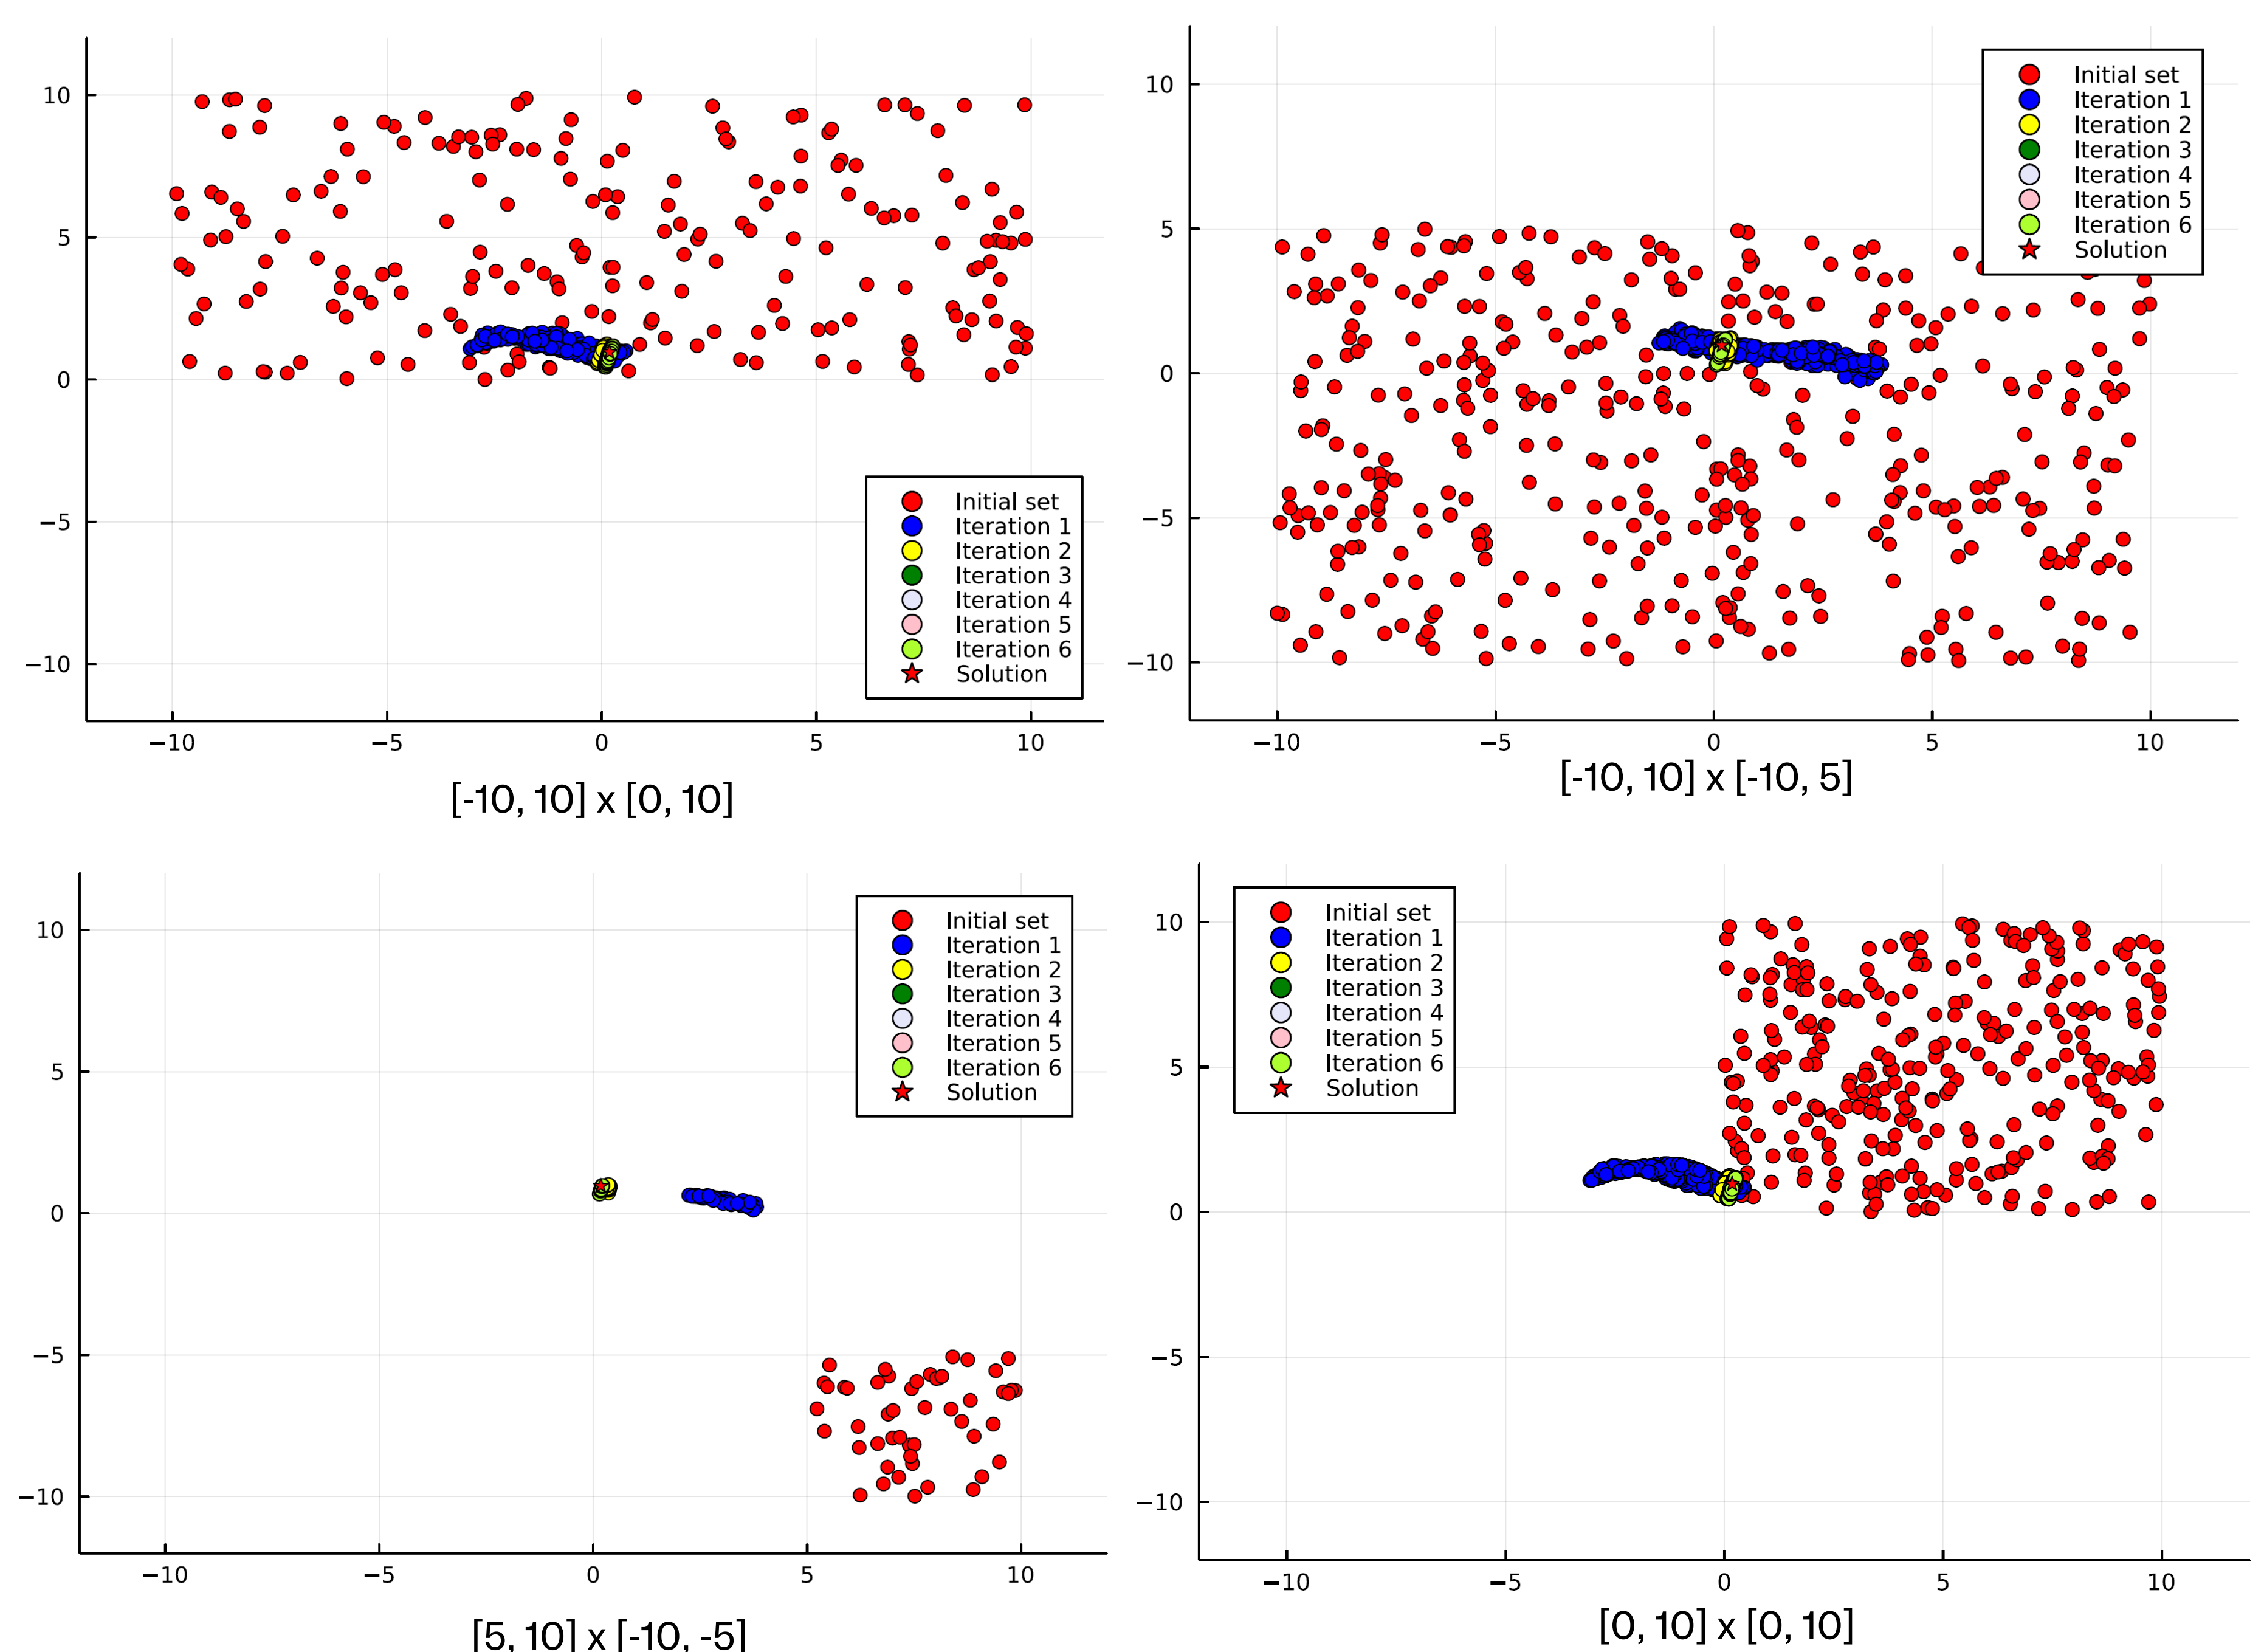 10
5
0
−5
−10
−10
−5
0
5
10
Initial set
Iteration 1
Iteration 2
Iteration 3
Iteration 4
Iteration 5
Iteration 6
Solution
[-10, 10] x [0, 10]
10
5
0
−5
−10
−10
−5
0
5
10
Initial set
Iteration 1
Iteration 2
Iteration 3
Iteration 4
Iteration 5
Iteration 6
Solution
[-10, 10] x [-10, 5]
10
5
0
−5
−10
−10
−5
0
5
10
Initial set
Iteration 1
Iteration 2
Iteration 3
Iteration 4
Iteration 5
Iteration 6
Solution
[5, 10] x [-10, -5]
10
5
0
−5
−10
−10
−5
0
5
10
Initial set
Iteration 1
Iteration 2
Iteration 3
Iteration 4
Iteration 5
Iteration 6
Solution
[0, 10] x [0, 10]